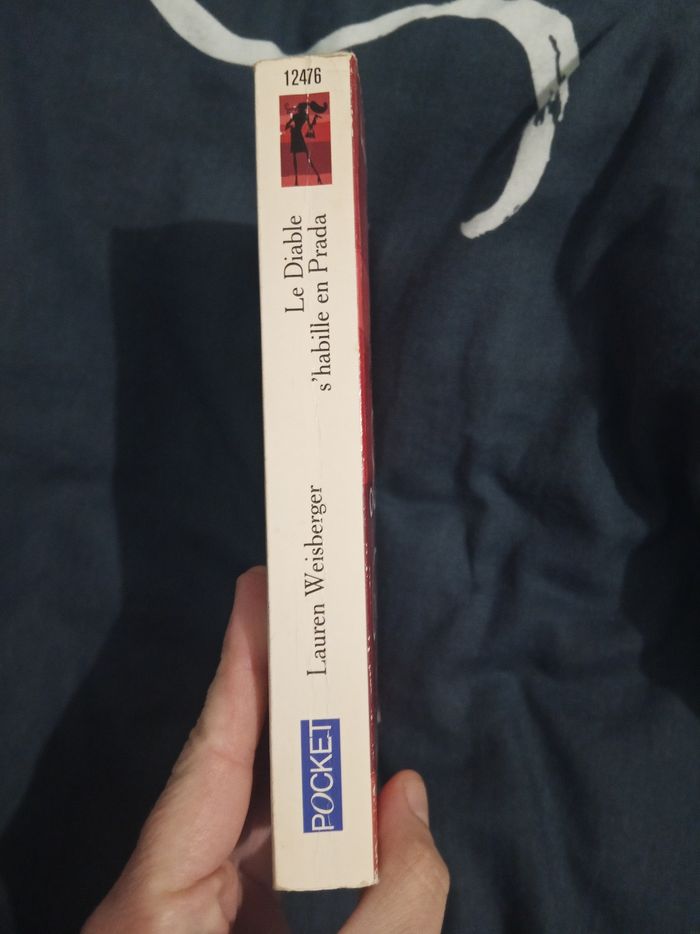 12476
Le Diable
s'habille en Prada
Lauren Weisberger
POCKET